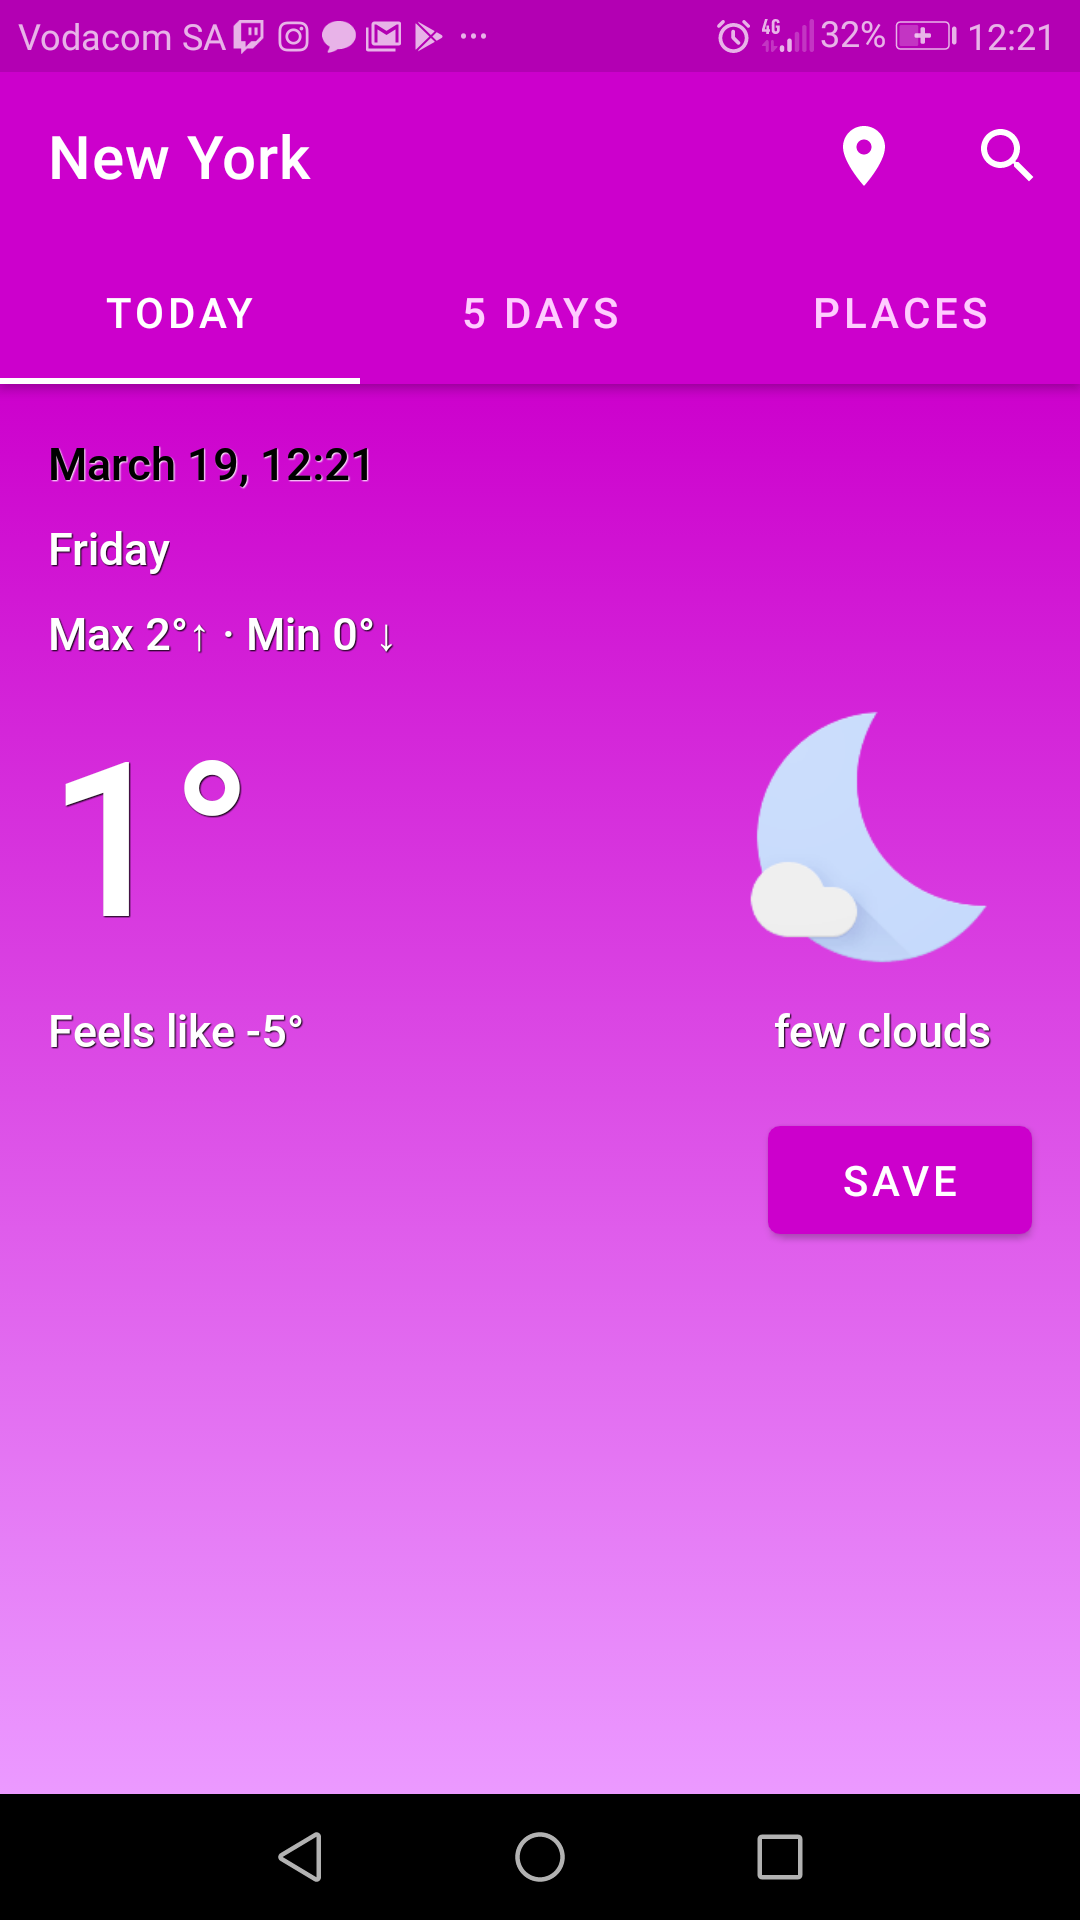 Vodacom SA 4G 32% 12:21
New York
TODAY 5 DAYS PLACES
March 19, 12:21
Friday
Max 2°↑ · Min 0°↓
1°
Feels like -5° few clouds
SAVE